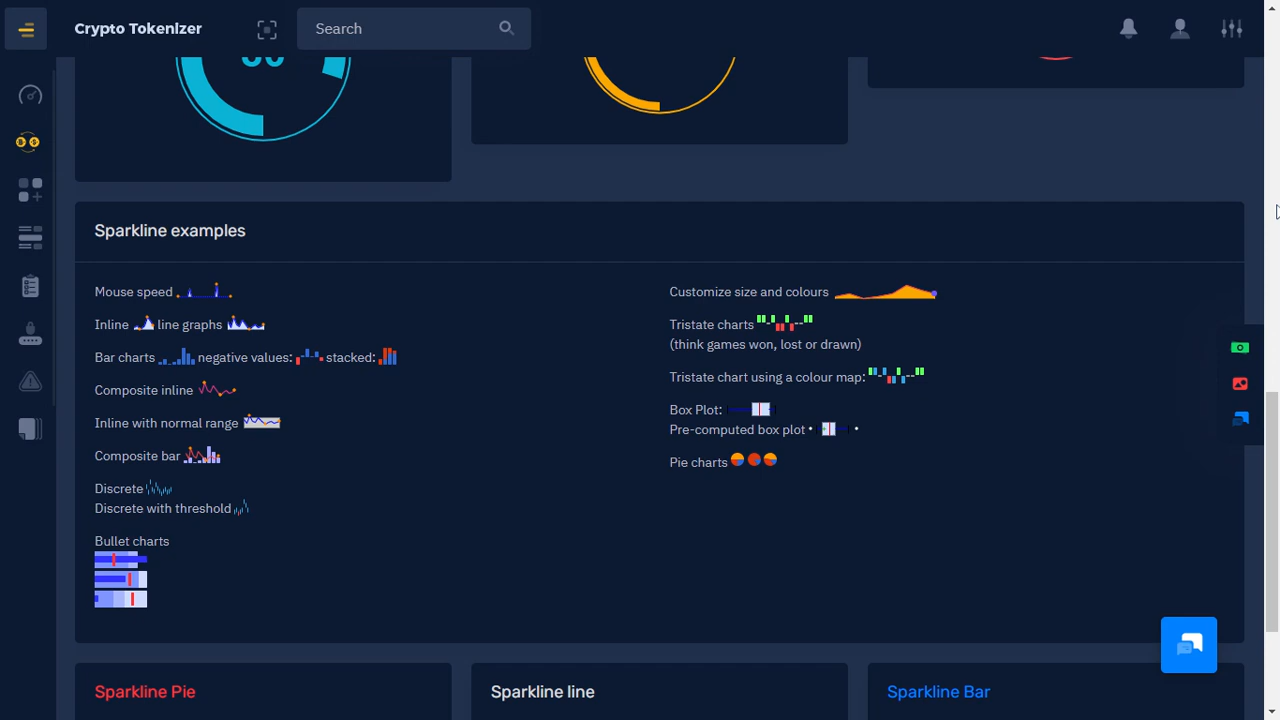 Crypto Tokenizer
Search
Sparkline examples
Mouse speed
Inline line graphs
Bar charts negative values: stacked:
Composite inline
Inline with normal range
Composite bar
Discrete
Discrete with threshold
Bullet charts
Customize size and colours
Tristate charts
(think games won, lost or drawn)
Tristate chart using a colour map:
Box Plot:
Pre-computed box plot
Pie charts
Sparkline Pie
Sparkline line
Sparkline Bar